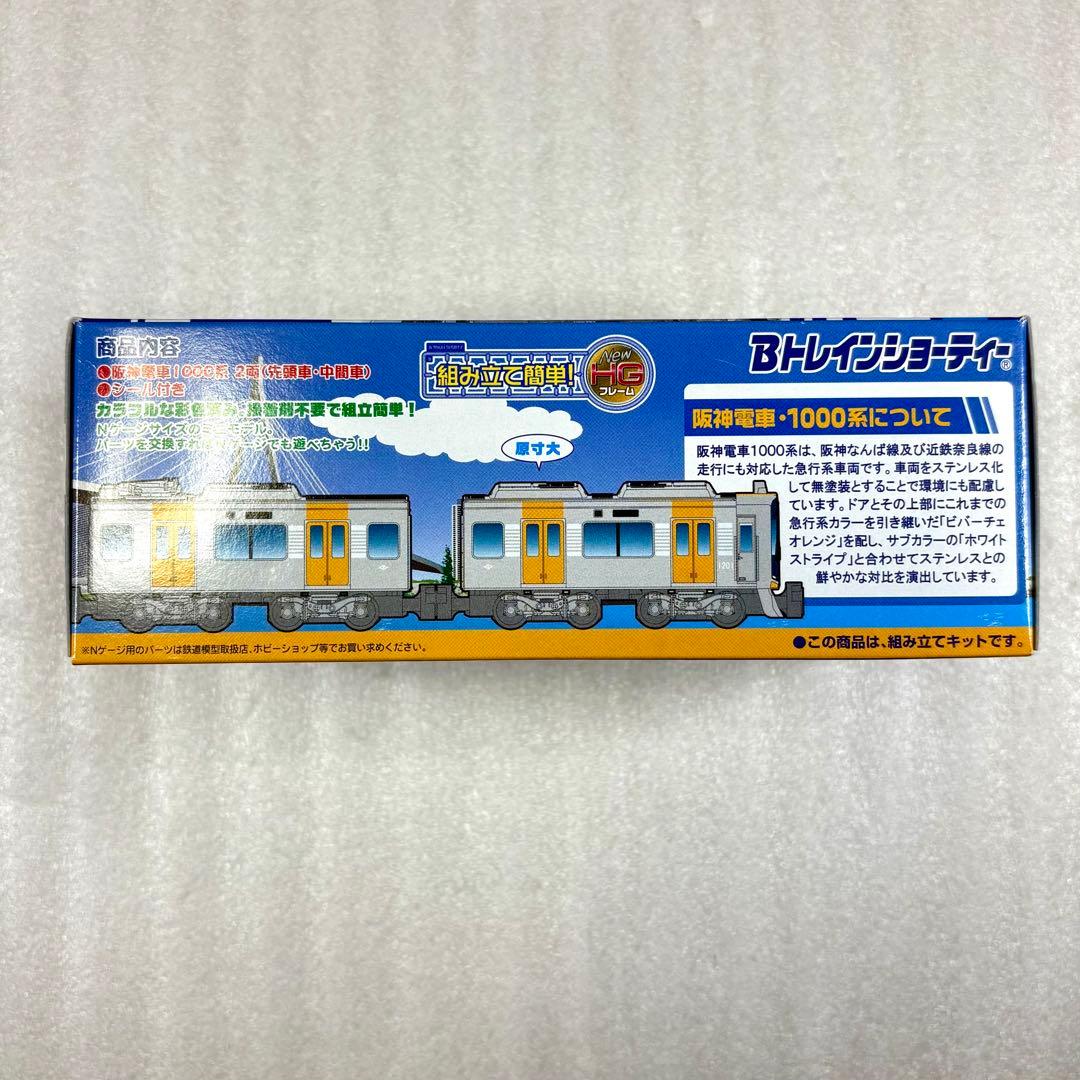 商品内容
●阪神電車1000系 2両(先頭車・中間車)
●シール付き
カラフルな彩色済み、接着剤不要で組立簡単!
Nゲージサイズのミニモデル。
パーツを交換すればNゲージでも遊べちゃう!!
組み立て簡単!
New
HG
フレーム
原寸大
Bトレインショーティー®
阪神電車・1000系について
阪神電車1000系は、阪神なんば線及び近鉄奈良線の
走行にも対応した急行系車両です。車両をステンレス化
して無塗装とすることで環境にも配慮し
ています。ドアとその上部にこれまでの
急行系カラーを引き継いだ「ビバーチェ
オレンジ」を配し、サブカラーの「ホワイト
ストライプ」と合わせてステンレスとの
鮮やかな対比を演出しています。
1201
※Nゲージ用のパーツは鉄道模型取扱店、ホビーショップ等でお買い求めください。
●この商品は、組み立てキットです。